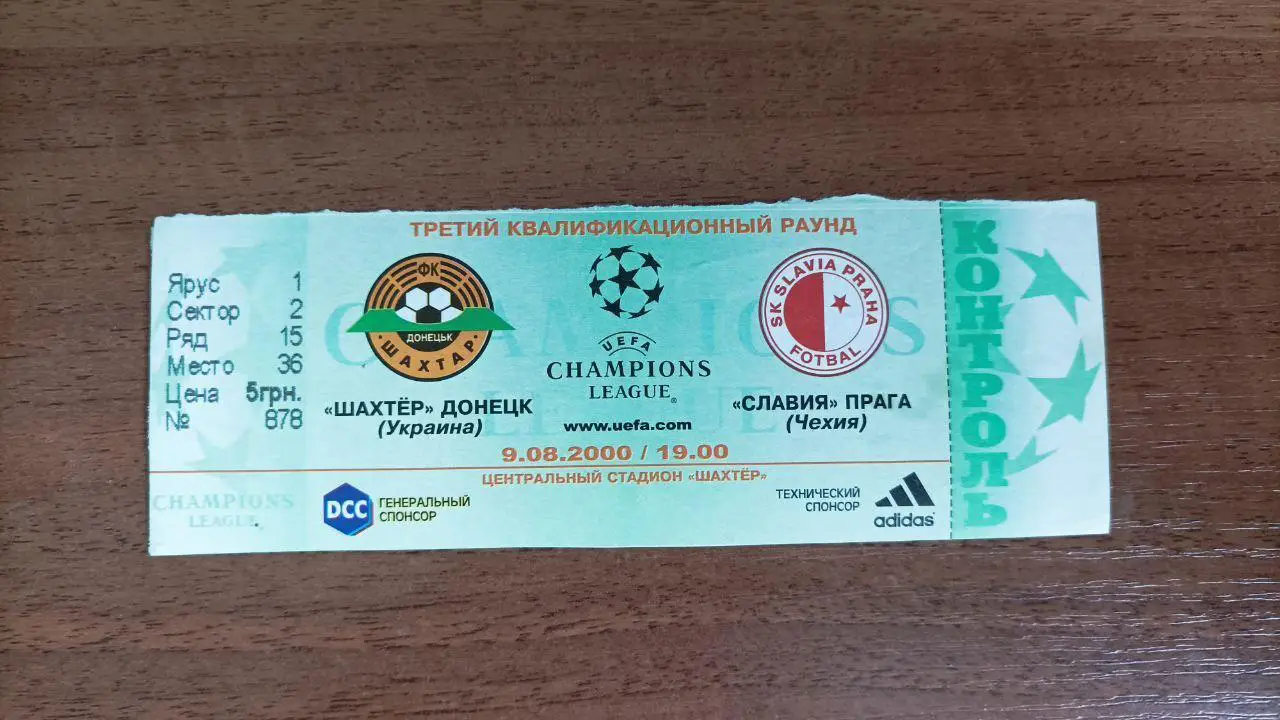 ТРЕТИЙ КВАЛИФИКАЦИОННЫЙ РАУНД
Ярус 1
Сектор 2
Ряд 15
Место 36
Цена 5грн.
№ 878
ФК
ДОНЕЦЬК
ШАХТАР
«ШАХТЁР» ДОНЕЦК
(Украина)
UEFA
CHAMPIONS
LEAGUE®
www.uefa.com
SK SLAVIA PRAHA
FOTBAL
«СЛАВИЯ» ПРАГА
(Чехия)
9.08.2000 / 19.00
ЦЕНТРАЛЬНЫЙ СТАДИОН «ШАХТЁР»
CHAMPIONS
LEAGUE
CHAMPIONS
LEAGUE
DCC
ГЕНЕРАЛЬНЫЙ
СПОНСОР
ТЕХНИЧЕСКИЙ
СПОНСОР
adidas
КОНТРОЛЬ